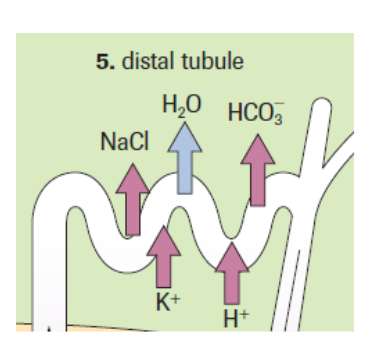 5. distal tubule
H₂O
HCO₃⁻
NaCl
K⁺
H⁺